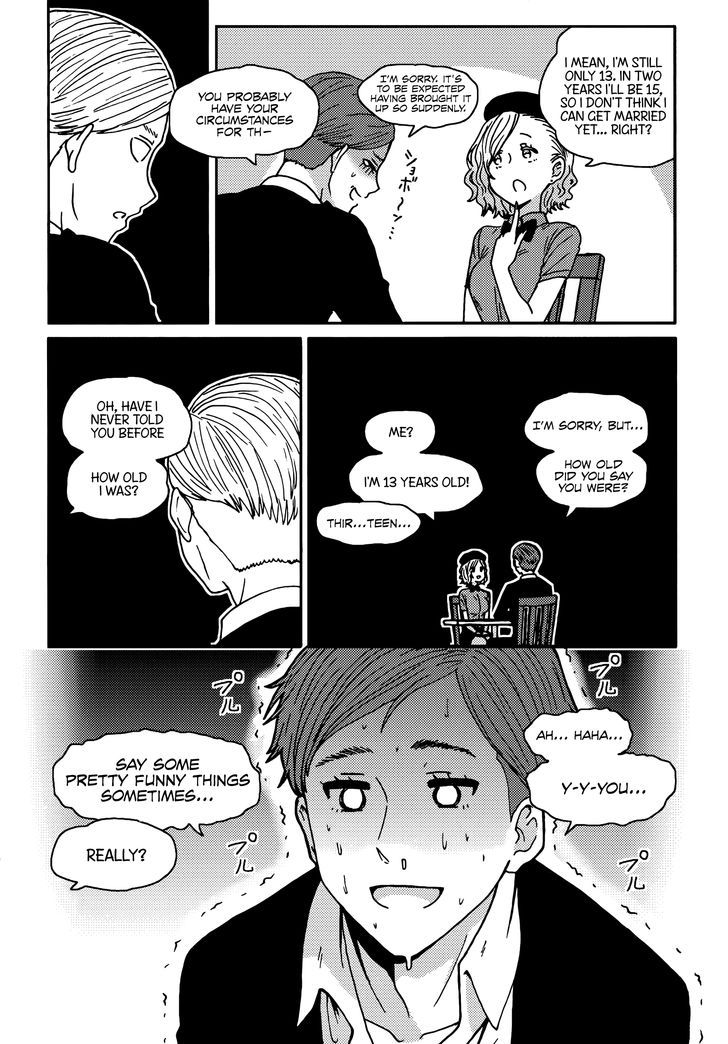 I MEAN, I'M STILL
ONLY 13. IN TWO
YEARS I'LL BE 15,
SO I DON'T THINK I
CAN GET MARRIED
YET... RIGHT?
I'M SORRY. IT'S
TO BE EXPECTED
HAVING BROUGHT IT
UP SO SUDDENLY.
ショボ〜ン…
YOU PROBABLY
HAVE YOUR
CIRCUMSTANCES
FOR TH—
I'M SORRY, BUT...
HOW OLD
DID YOU SAY
YOU WERE?
ME?
I'M 13 YEARS OLD!
THIR...TEEN...
OH, HAVE I
NEVER TOLD
YOU BEFORE
HOW OLD
I WAS?
AH... HAHA...
Y-Y-YOU...
プル
プル
プル
プル
SAY SOME
PRETTY FUNNY THINGS
SOMETIMES...
REALLY?